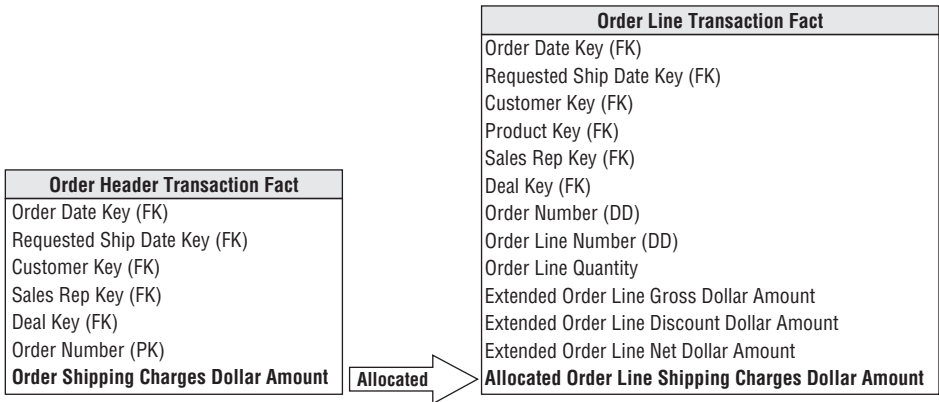 Order Line Transaction Fact
Order Date Key (FK)
Requested Ship Date Key (FK)
Customer Key (FK)
Product Key (FK)
Sales Rep Key (FK)
Deal Key (FK)
Order Number (DD)
Order Line Number (DD)
Order Line Quantity
Extended Order Line Gross Dollar Amount
Extended Order Line Discount Dollar Amount
Extended Order Line Net Dollar Amount
Allocated Order Line Shipping Charges Dollar Amount
Order Header Transaction Fact
Order Date Key (FK)
Requested Ship Date Key (FK)
Customer Key (FK)
Sales Rep Key (FK)
Deal Key (FK)
Order Number (PK)
Order Shipping Charges Dollar Amount
Allocated